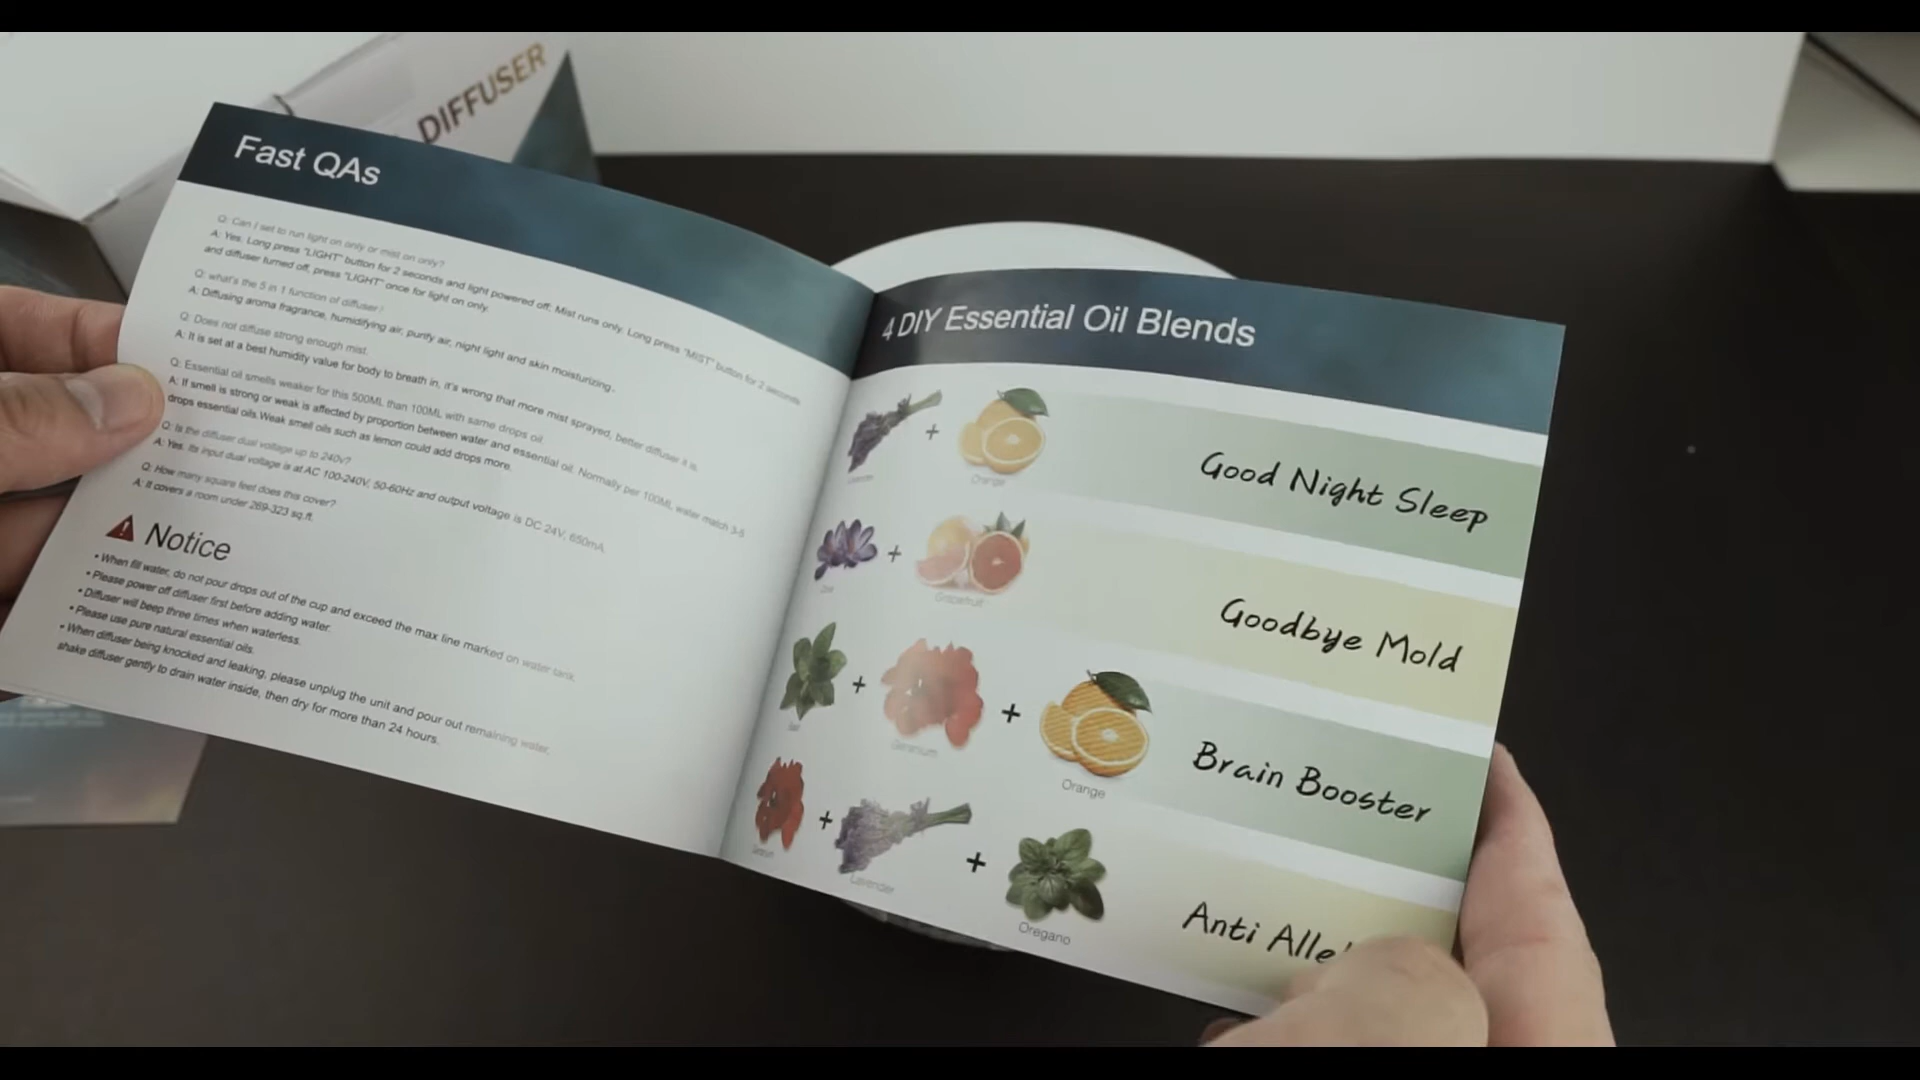 DIFFUSER
Fast QAs
Q: Can I set to run light on only or mist on only?
A: Yes. Long press "LIGHT" button for 2 seconds and light powered off; Mist runs only. Long press "MIST" button for 2 seconds
and diffuser turned off, press "LIGHT" once for light on only.
Q: what's the 5 in 1 function of diffuser?
A: Diffusing aroma fragrance, humidifying air, purify air, night light and skin moisturizing.
Q: Does not diffuse strong enough mist.
A: It is set at a best humidity value for body to breath in, it's wrong that more mist sprayed, better diffuser it is.
Q: Essential oil smells weaker for this 500ML than 100ML with same drops oil.
A: If smell is strong or weak is affected by proportion between water and essential oil. Normally per 100ML water match 3-5
drops essential oils.Weak smell oils such as lemon could add drops more.
Q: Is the diffuser dual voltage up to 240v?
A: Yes. Its input dual voltage is at AC 100-240V, 50-60Hz and output voltage is DC 24V, 650mA.
Q: How many square feet does this cover?
A: It covers a room under 269-323 sq.ft.
Notice
• When fill water, do not pour drops out of the cup and exceed the max line marked on water tank.
• Please power off diffuser first before adding water.
• Diffuser will beep three times when waterless.
• Please use pure natural essential oils.
• When diffuser being knocked and leaking, please unplug the unit and pour out remaining water,
shake diffuser gently to drain water inside, then dry for more than 24 hours.
4 DIY Essential Oil Blends
+
Orange
Good Night Sleep
+
Grapefruit
Goodbye Mold
+
Geranium
+
Orange
Brain Booster
+
Lavender
+
Oregano
Anti Alle